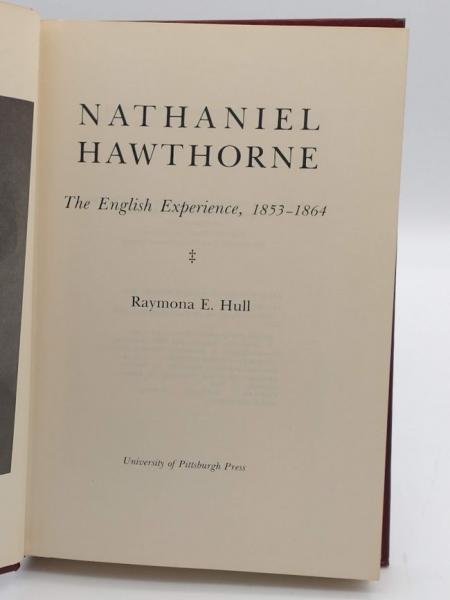 NATHANIEL
HAWTHORNE
The English Experience, 1853-1864
‡
Raymona E. Hull
University of Pittsburgh Press